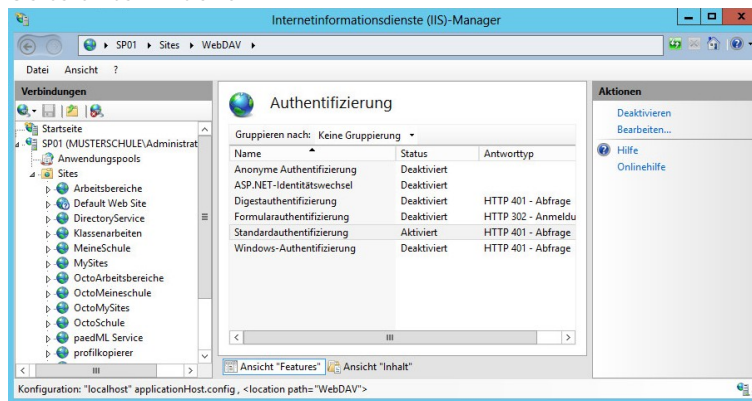 Internetinformationsdienste (IIS)-Manager
SP01 Sites WebDAV
Datei Ansicht ?
Verbindungen
Startseite
SP01 (MUSTERSCHULE\Administrat
Anwendungspools
Sites
Arbeitsbereiche
Default Web Site
DirectoryService
Klassenarbeiten
MeineSchule
MySites
OctoArbeitsbereiche
OctoMeineschule
OctoMySites
OctoSchule
paedML Service
profilkopierer
Authentifizierung
Gruppieren nach: Keine Gruppierung
Name Status Antworttyp
Anonyme Authentifizierung Deaktiviert
ASP.NET-Identitätswechsel Deaktiviert
Digestauthentifizierung Deaktiviert HTTP 401 - Abfrage
Formularauthentifizierung Deaktiviert HTTP 302 - Anmeldu
Standardauthentifizierung Aktiviert HTTP 401 - Abfrage
Windows-Authentifizierung Deaktiviert HTTP 401 - Abfrage
Ansicht "Features" Ansicht "Inhalt"
Aktionen
Deaktivieren
Bearbeiten...
Hilfe
Onlinehilfe
Konfiguration: "localhost" applicationHost.config , <location path="WebDAV">